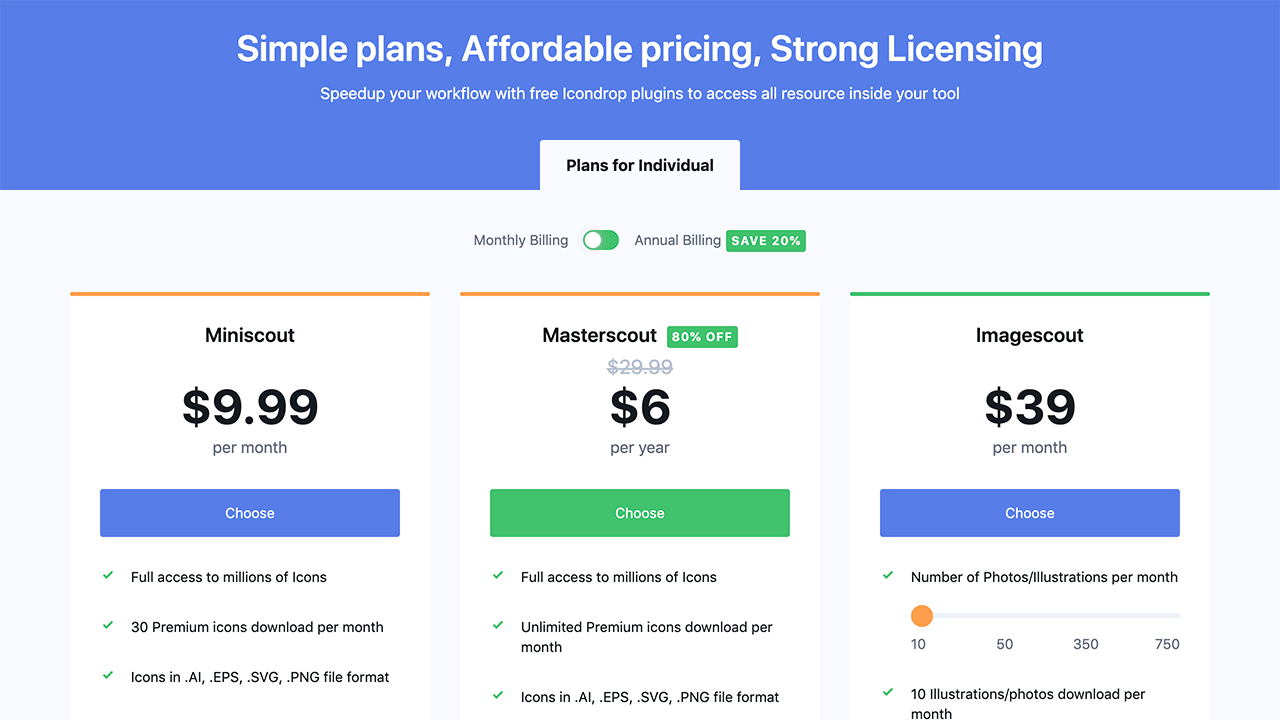 Simple plans, Affordable pricing, Strong Licensing
Speedup your workflow with free Icondrop plugins to access all resource inside your tool
Plans for Individual
Monthly Billing
Annual Billing SAVE 20%
Miniscout
$9.99
per month
Choose
Full access to millions of Icons
30 Premium icons download per month
Icons in .AI, .EPS, .SVG, .PNG file format
Masterscout 80% OFF
$29.99
$6
per year
Choose
Full access to millions of Icons
Unlimited Premium icons download per
month
Icons in .AI, .EPS, .SVG, .PNG file format
Imagescout
$39
per month
Choose
Number of Photos/Illustrations per month
10 50 350 750
10 Illustrations/photos download per
month